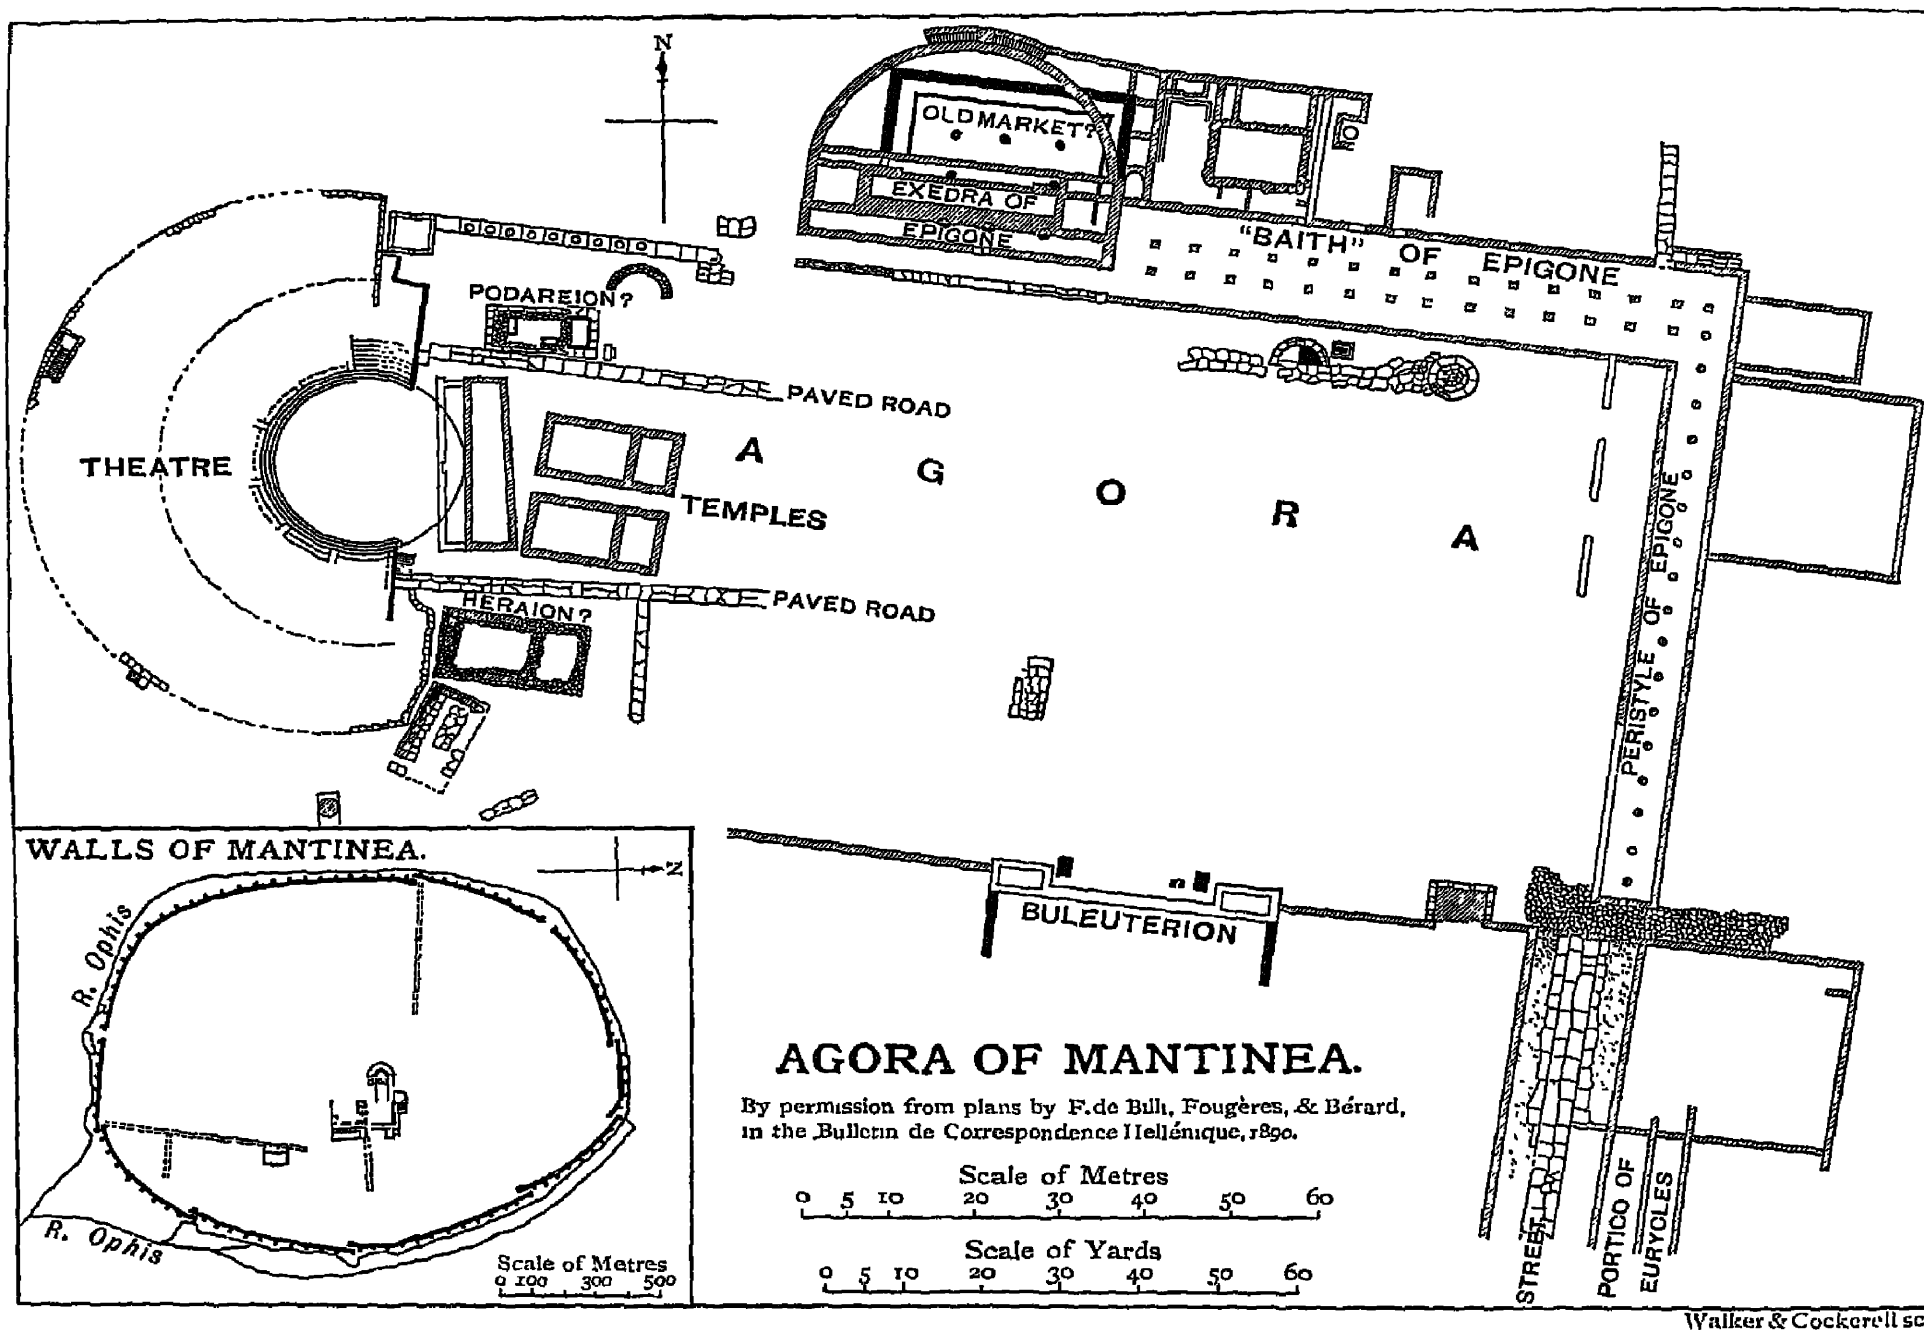 N
OLD MARKET?
EXEDRA OF
EPIGONE
"BAITH" OF EPIGONE
PODAREION?
PAVED ROAD
THEATRE
AGORA
TEMPLES
PERISTYLE OF EPIGONE
PAVED ROAD
HERAION?
BULEUTERION
WALLS OF MANTINEA.
N
R. Ophis
R. Ophis
Scale of Metres
0 100 300 500
AGORA OF MANTINEA.
By permission from plans by F. de Billi, Fougères, & Bérard,
in the Bulletin de Correspondence Hellénique, 1890.
Scale of Metres
0 5 10 20 30 40 50 60
Scale of Yards
0 5 10 20 30 40 50 60
STREET
PORTICO OF
EURYCLES
Walker & Cockerell sc